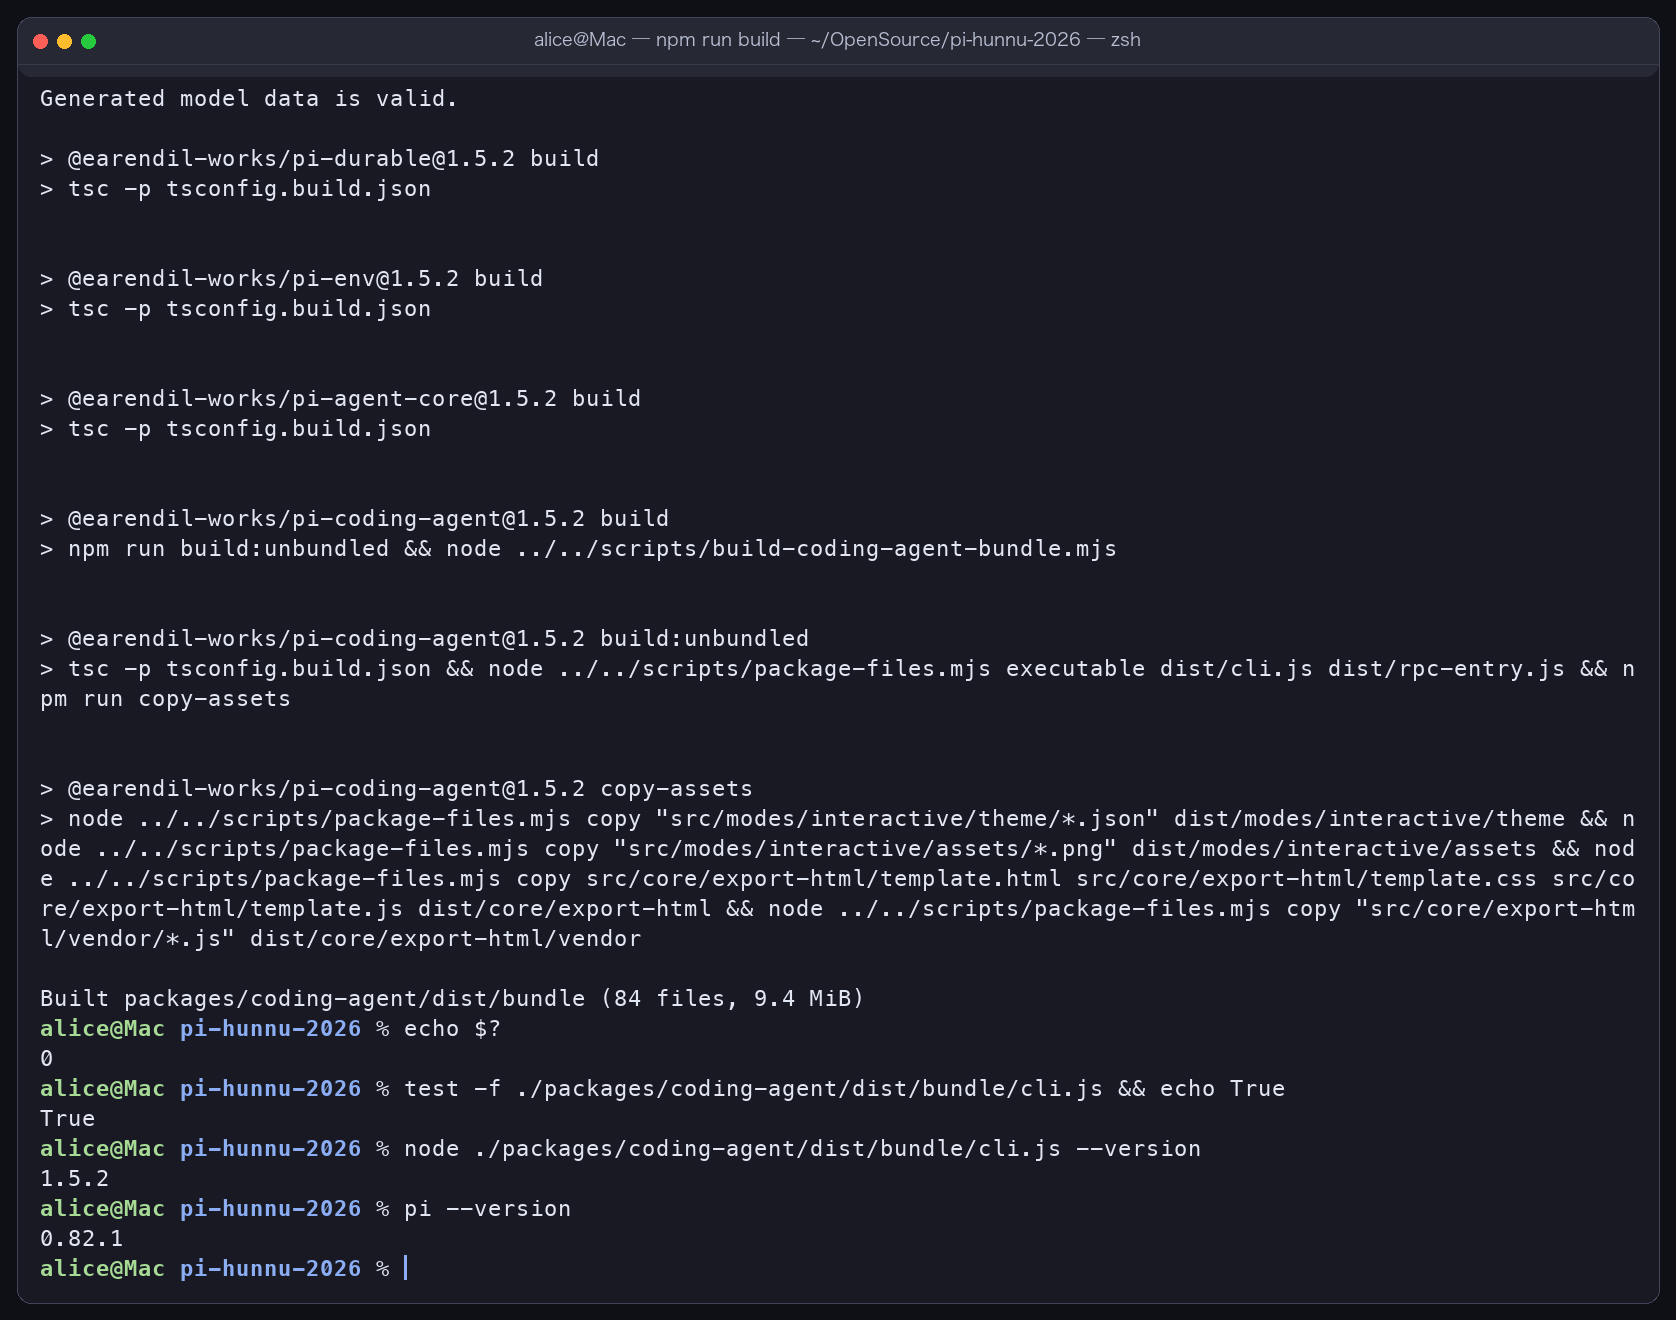 alice@Mac — npm run build — ~/OpenSource/pi-hunnu-2026 — zsh
Generated model data is valid.
> @earendil-works/pi-durable@1.5.2 build
> tsc -p tsconfig.build.json
> @earendil-works/pi-env@1.5.2 build
> tsc -p tsconfig.build.json
> @earendil-works/pi-agent-core@1.5.2 build
> tsc -p tsconfig.build.json
> @earendil-works/pi-coding-agent@1.5.2 build
> npm run build:unbundled && node ../../scripts/build-coding-agent-bundle.mjs
> @earendil-works/pi-coding-agent@1.5.2 build:unbundled
> tsc -p tsconfig.build.json && node ../../scripts/package-files.mjs executable dist/cli.js dist/rpc-entry.js && n
pm run copy-assets
> @earendil-works/pi-coding-agent@1.5.2 copy-assets
> node ../../scripts/package-files.mjs copy "src/modes/interactive/theme/*.json" dist/modes/interactive/theme && n
ode ../../scripts/package-files.mjs copy "src/modes/interactive/assets/*.png" dist/modes/interactive/assets && nod
e ../../scripts/package-files.mjs copy src/core/export-html/template.html src/core/export-html/template.css src/co
re/export-html/template.js dist/core/export-html && node ../../scripts/package-files.mjs copy "src/core/export-htm
l/vendor/*.js" dist/core/export-html/vendor
Built packages/coding-agent/dist/bundle (84 files, 9.4 MiB)
alice@Mac pi-hunnu-2026 % echo $?
0
alice@Mac pi-hunnu-2026 % test -f ./packages/coding-agent/dist/bundle/cli.js && echo True
True
alice@Mac pi-hunnu-2026 % node ./packages/coding-agent/dist/bundle/cli.js --version
1.5.2
alice@Mac pi-hunnu-2026 % pi --version
0.82.1
alice@Mac pi-hunnu-2026 %